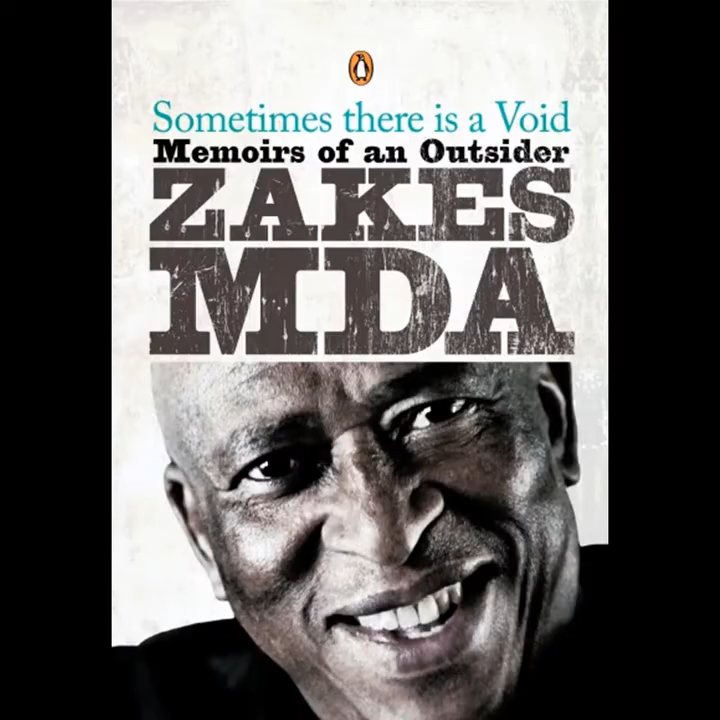 Sometimes there is a Void
Memoirs of an Outsider
ZAKES
MDA